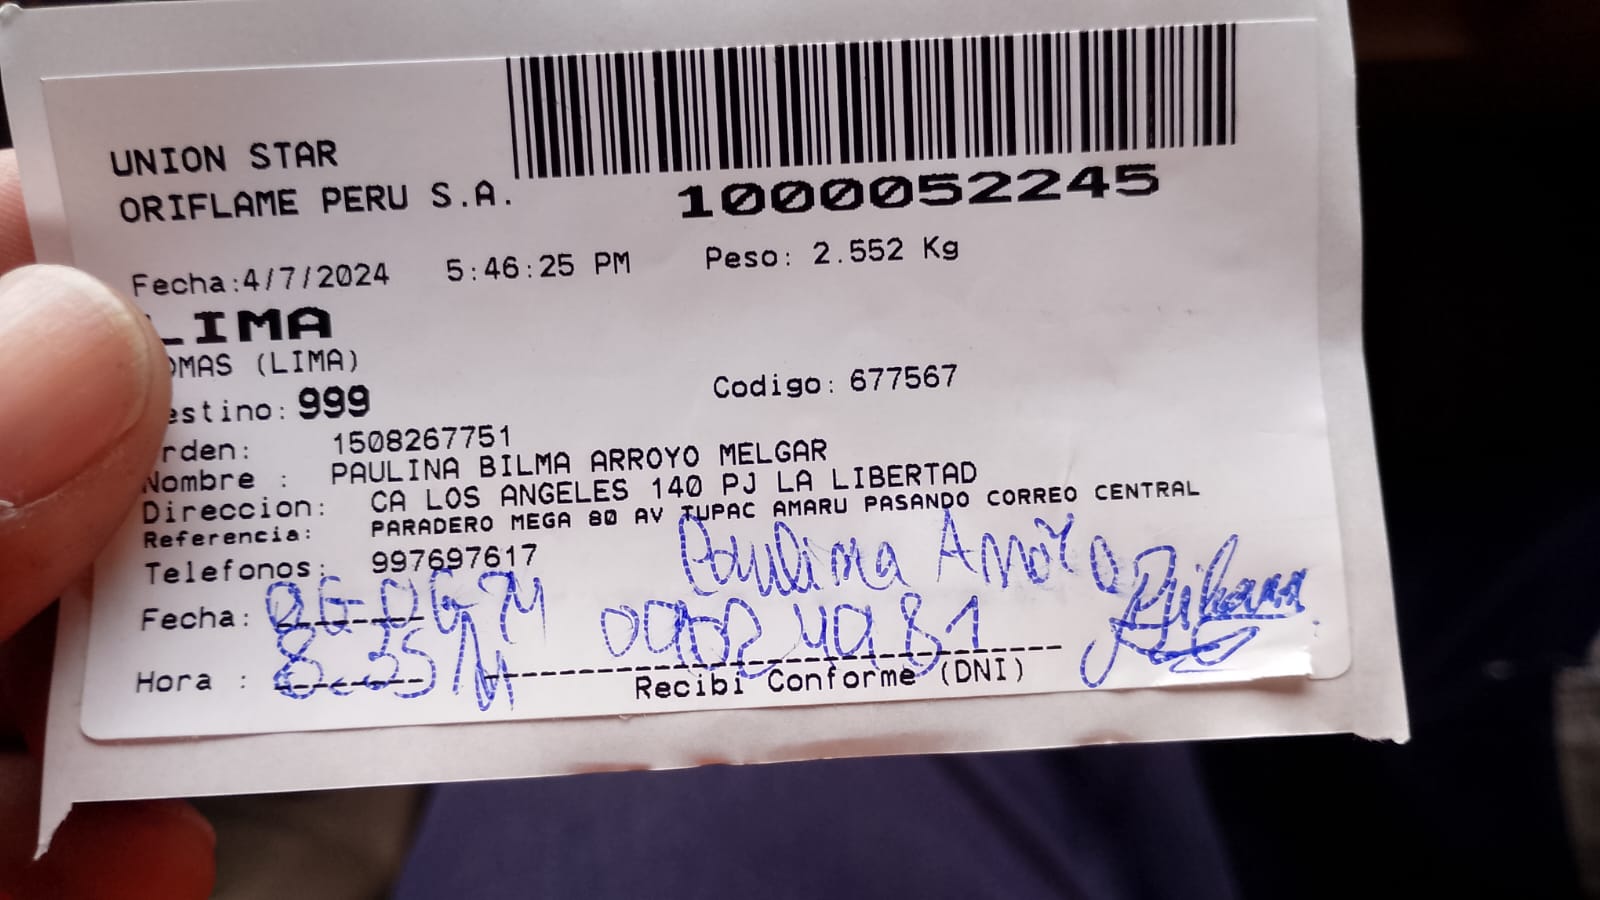 UNION STAR
ORIFLAME PERU S.A.
1000052245
Fecha:4/7/2024 5:46:25 PM Peso: 2.552 Kg
LIMA
OMAS (LIMA)
estino: 999 Codigo: 677567
rden: 1508267751
Nombre : PAULINA BILMA ARROYO MELGAR
Direccion: CA LOS ANGELES 140 PJ LA LIBERTAD
Referencia: PARADERO MEGA 80 AV TUPAC AMARU PASANDO CORREO CENTRAL
Telefonos: 997697617
Paulina Arroyo
Fecha:
Hora : 8-35
Recibi Conforme (DNI)